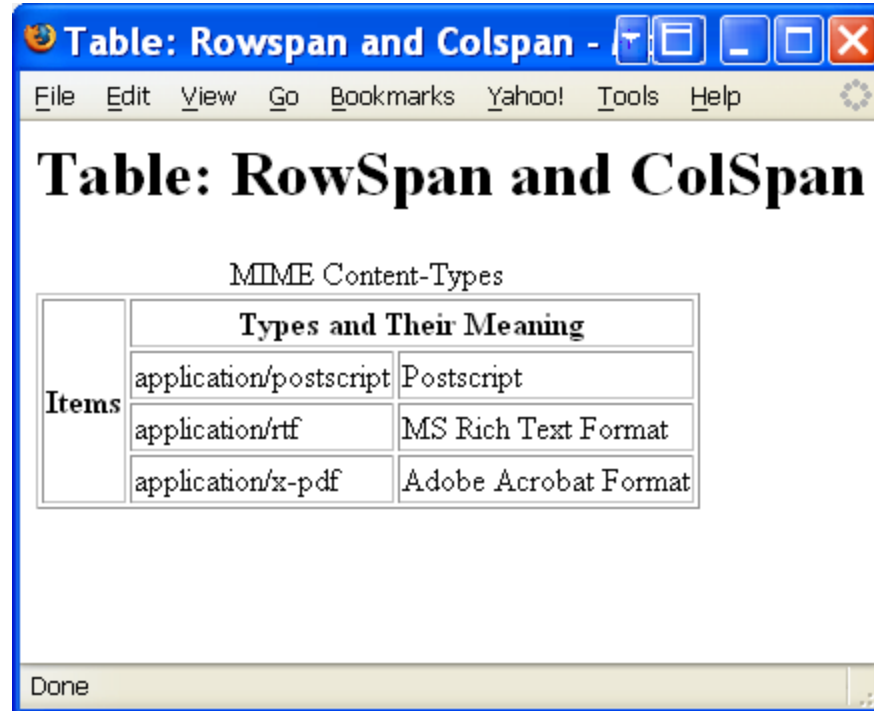 Table: Rowspan and Colspan -
File Edit View Go Bookmarks Yahoo! Tools Help
Table: RowSpan and ColSpan
MIME Content-Types
Items
Types and Their Meaning
application/postscript Postscript
application/rtf MS Rich Text Format
application/x-pdf Adobe Acrobat Format
Done